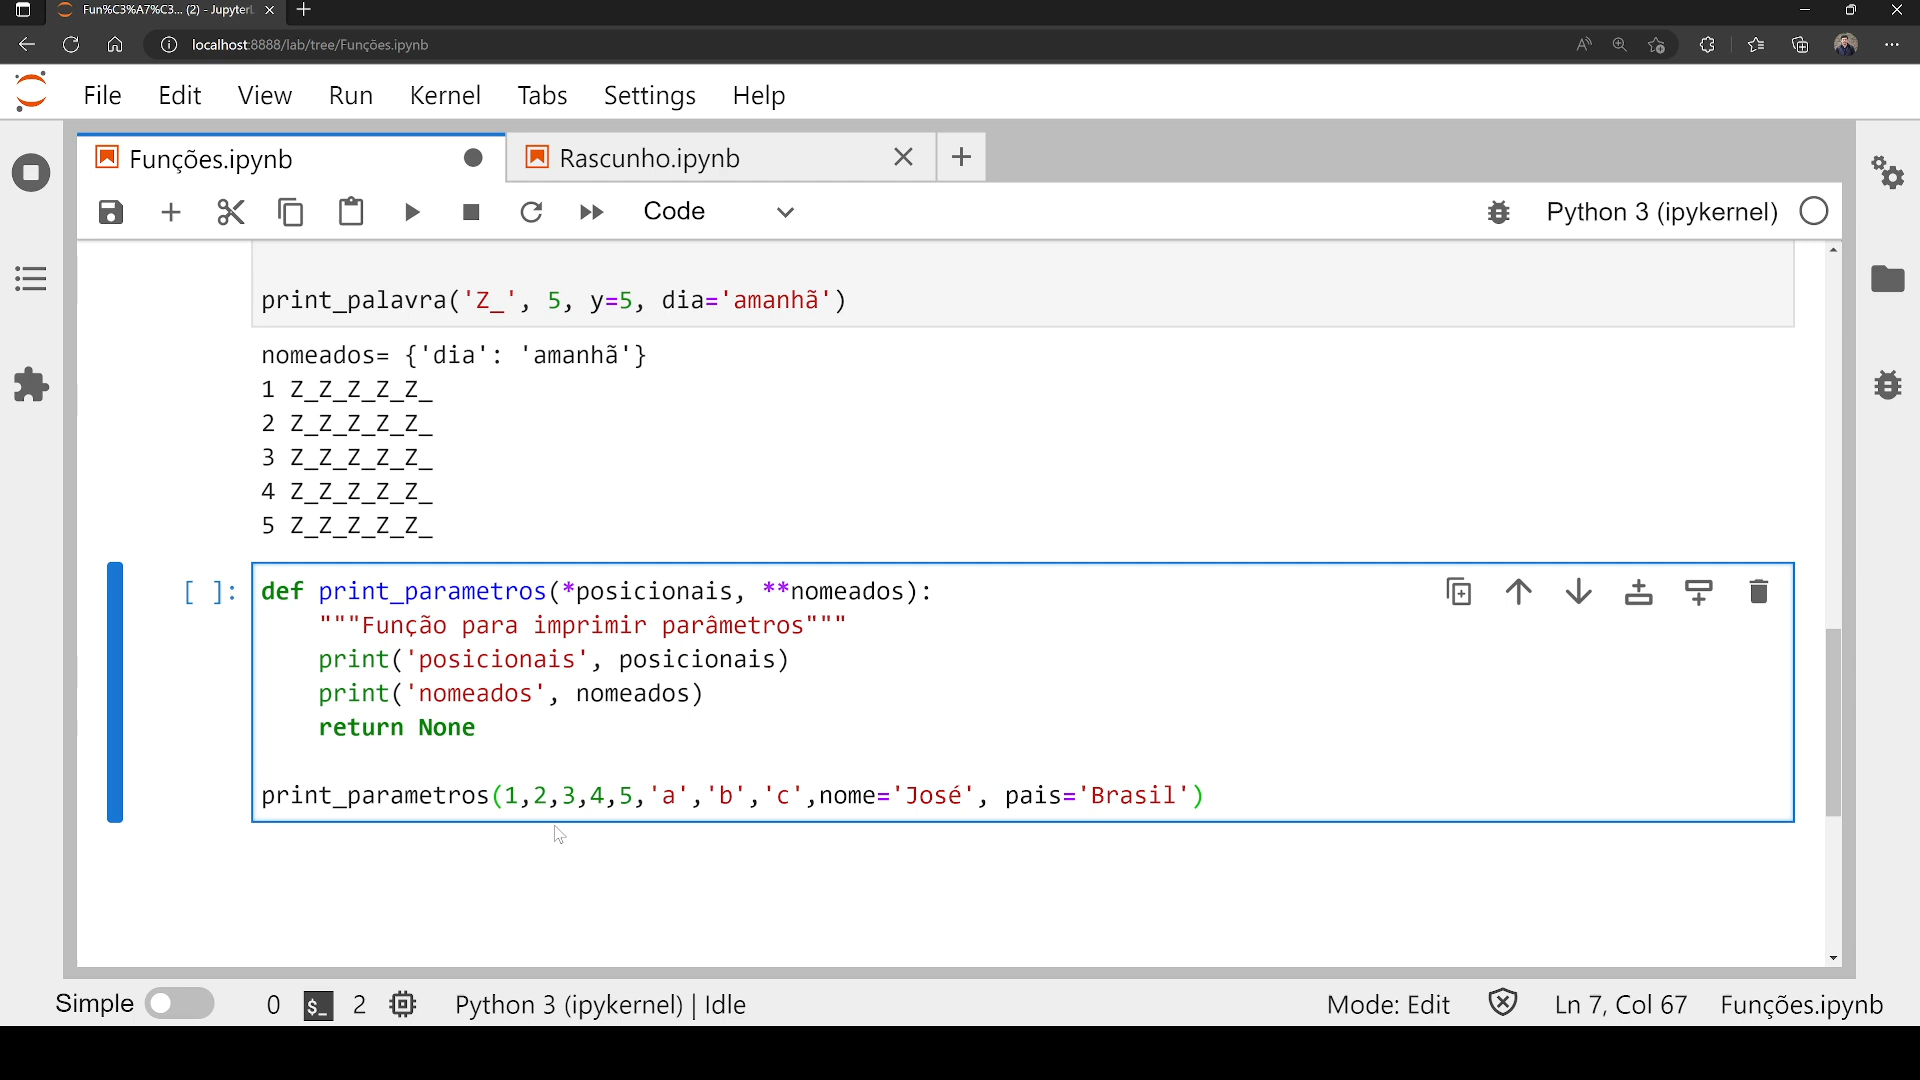 Fun%C3%A7%C3... (2) - JupyterL
localhost:8888/lab/tree/Funções.ipynb
File Edit View Run Kernel Tabs Settings Help
Funções.ipynb
Rascunho.ipynb
Code
Python 3 (ipykernel)
print_palavra('Z_', 5, y=5, dia='amanhã')
nomeados= {'dia': 'amanhã'}
1 Z_Z_Z_Z_Z_
2 Z_Z_Z_Z_Z_
3 Z_Z_Z_Z_Z_
4 Z_Z_Z_Z_Z_
5 Z_Z_Z_Z_Z_
[ ]:
def print_parametros(*posicionais, **nomeados):
"""Função para imprimir parâmetros"""
print('posicionais', posicionais)
print('nomeados', nomeados)
return None
print_parametros(1,2,3,4,5,'a','b','c',nome='José', pais='Brasil')
Simple 0 $_ 2 Python 3 (ipykernel) | Idle Mode: Edit Ln 7, Col 67 Funções.ipynb